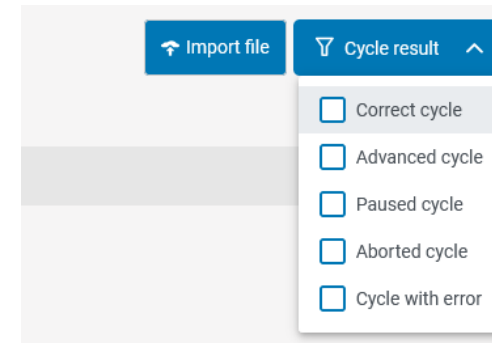 Import file
Cycle result
Correct cycle
Advanced cycle
Paused cycle
Aborted cycle
Cycle with error